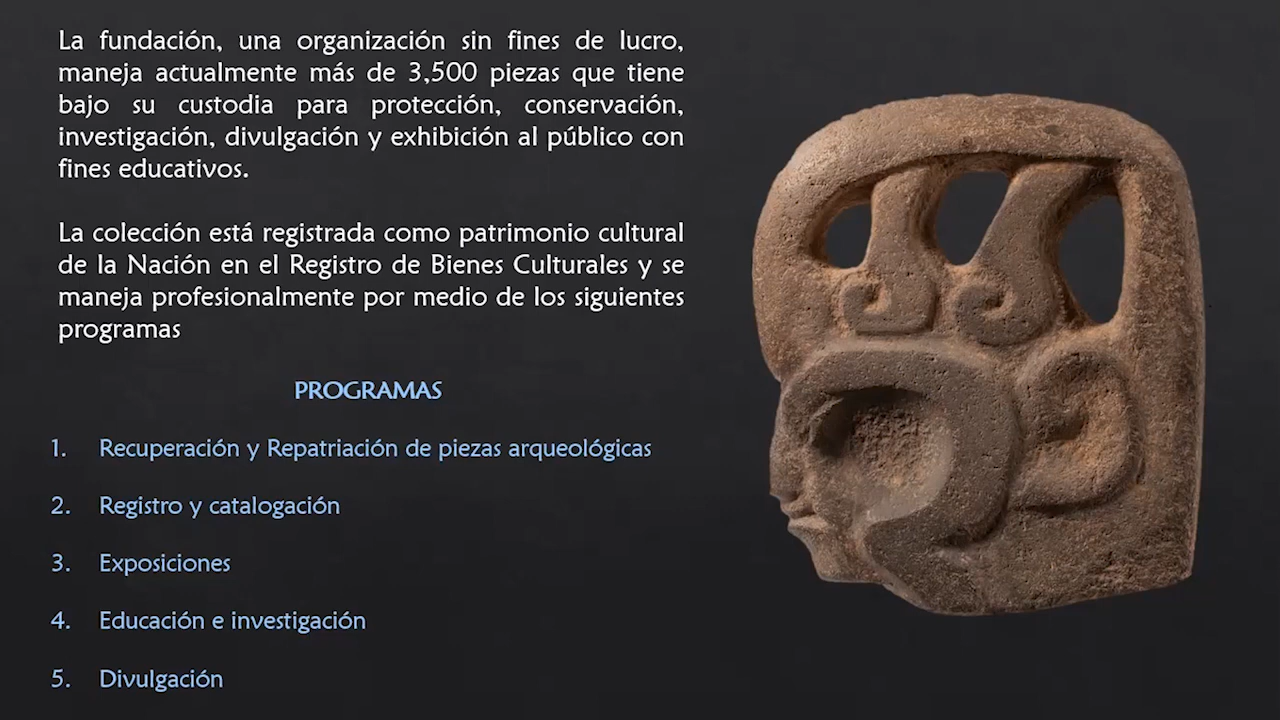 La fundación, una organización sin fines de lucro,
maneja actualmente más de 3,500 piezas que tiene
bajo su custodia para protección, conservación,
investigación, divulgación y exhibición al público con
fines educativos.
La colección está registrada como patrimonio cultural
de la Nación en el Registro de Bienes Culturales y se
maneja profesionalmente por medio de los siguientes
programas
PROGRAMAS
1. Recuperación y Repatriación de piezas arqueológicas
2. Registro y catalogación
3. Exposiciones
4. Educación e investigación
5. Divulgación